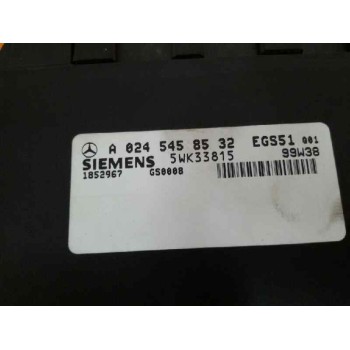 A 024 545 85 32 EGS51 001
SIEMENS 5WK33815 99W38
1852967 GS0008